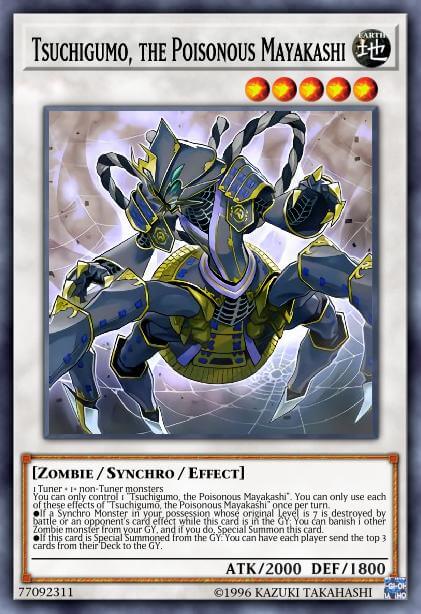 TSUCHIGUMO, THE POISONOUS MAYAKASHI
EARTH
地
[ZOMBIE / SYNCHRO / EFFECT]
1 Tuner + 1+ non-Tuner monsters
You can only control 1 "Tsuchigumo, the Poisonous Mayakashi". You can only use each
of these effects of "Tsuchigumo, the Poisonous Mayakashi" once per turn.
●If a Synchro Monster in your possession whose original Level is 7 is destroyed by
battle or an opponent's card effect while this card is in the GY: You can banish 1 other
Zombie monster from your GY, and if you do, Special Summon this card.
●If this card is Special Summoned from the GY: You can have each player send the top 3
cards from their Deck to the GY.
ATK/2000 DEF/1800
77092311
©1996 KAZUKI TAKAHASHI